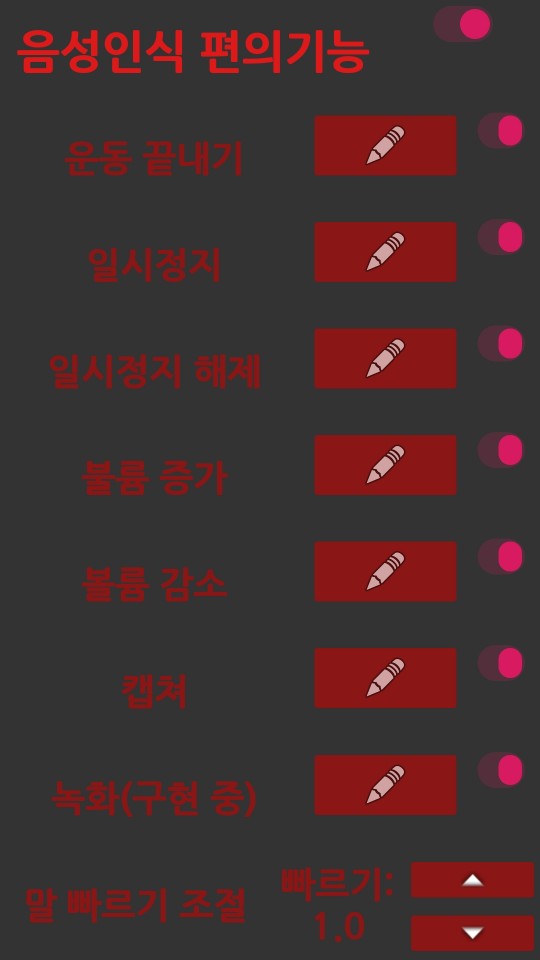 음성인식 편의기능
운동 끝내기
일시정지
일시정지 해제
불륨 증가
볼륨 감소
캡쳐
녹화(구현 중)
말 빠르기 조절
빠르기:
1.0